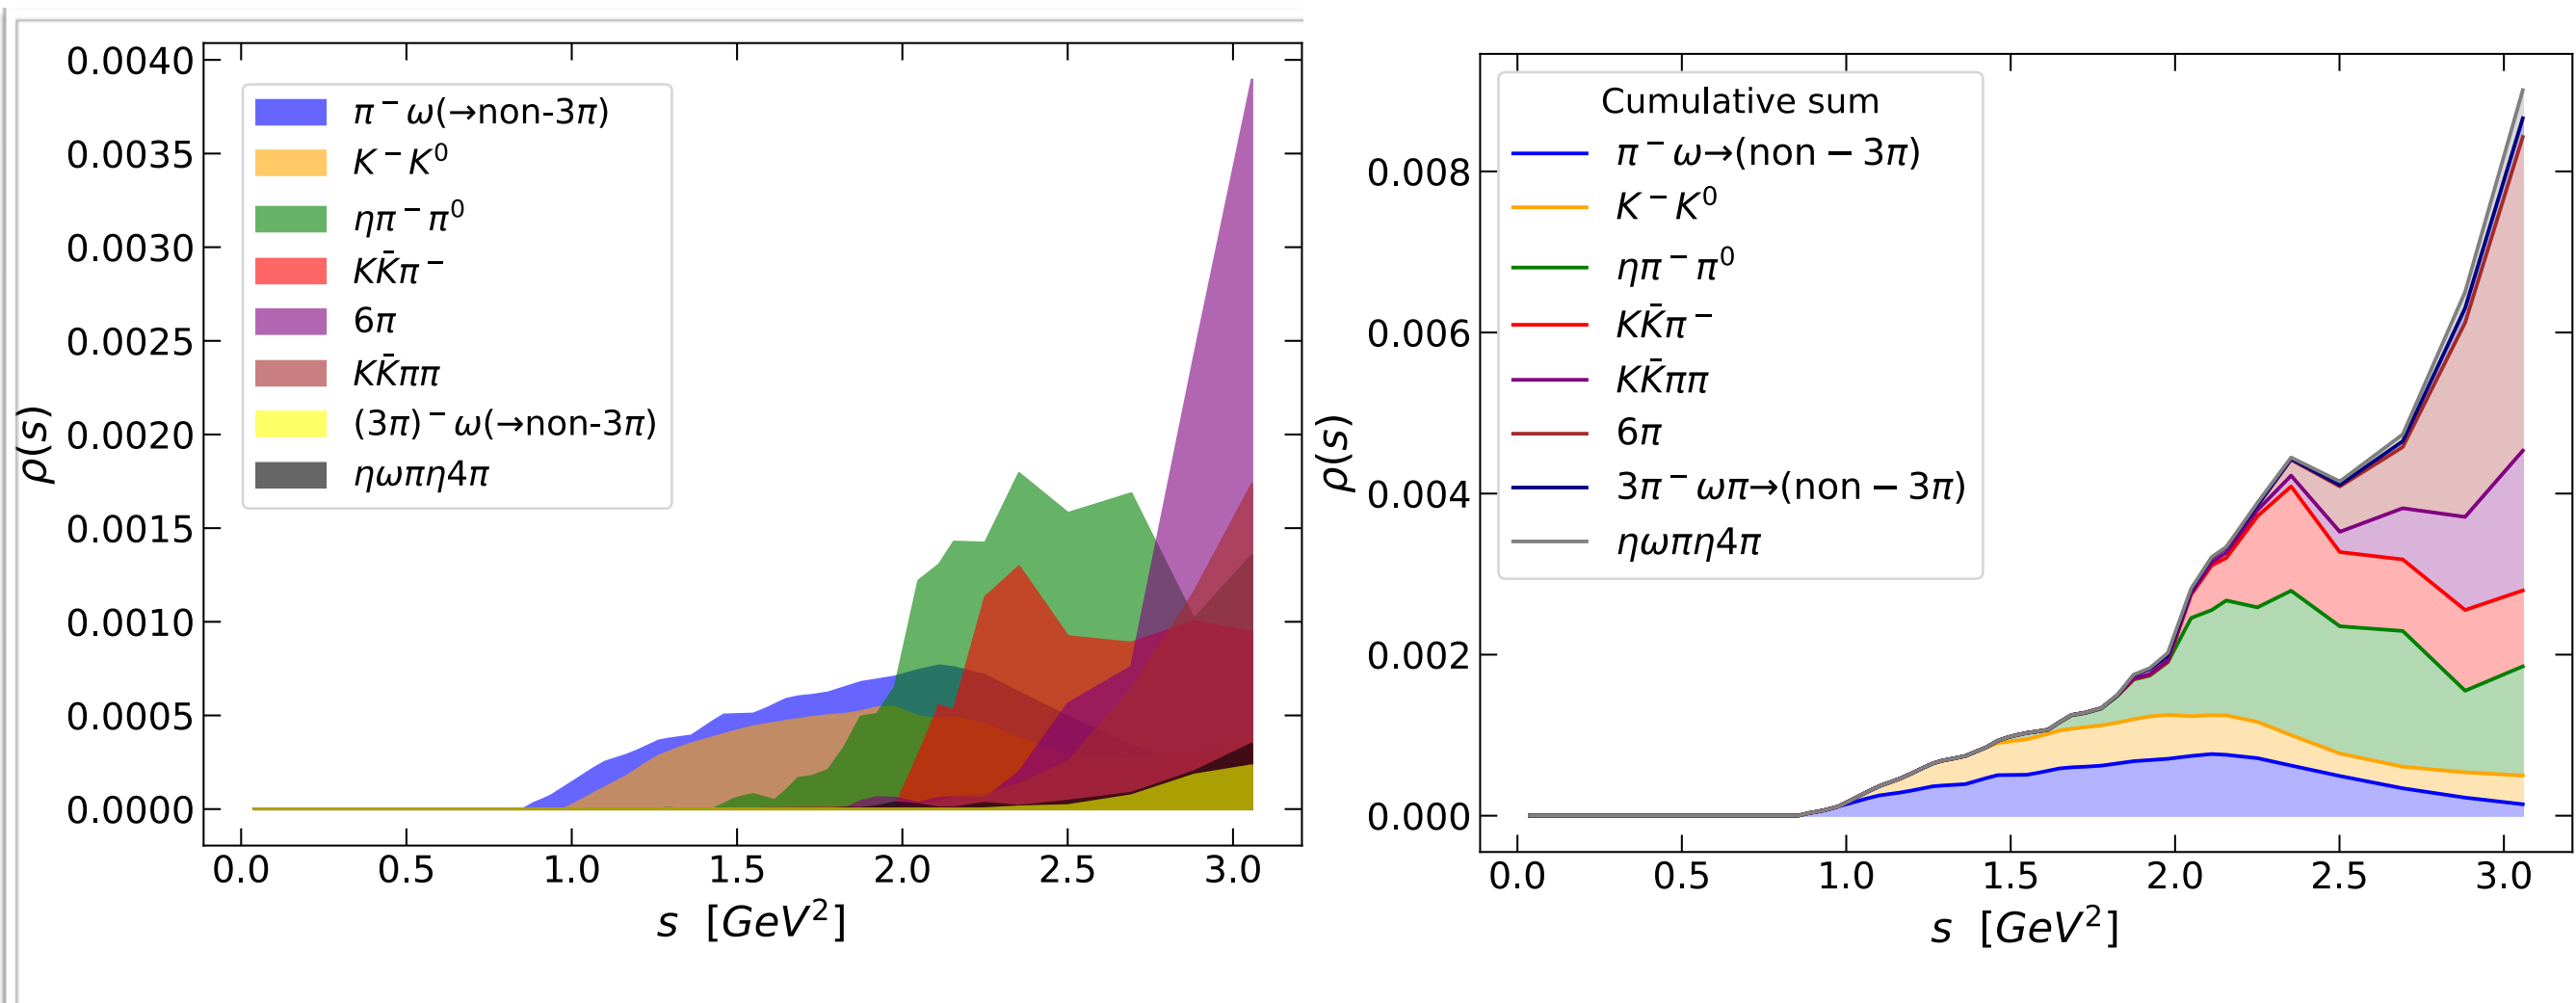 0.0040
0.0035
0.0030
0.0025
0.0020
0.0015
0.0010
0.0005
0.0000
ρ(s)
π⁻ω(→non-3π)
K⁻K⁰
ηπ⁻π⁰
KK̄π⁻
6π
KK̄ππ
(3π)⁻ω(→non-3π)
ηωπη4π
0.0 0.5 1.0 1.5 2.0 2.5 3.0
s [GeV²]
0.008
0.006
0.004
0.002
0.000
ρ(s)
Cumulative sum
π⁻ω→(non − 3π)
K⁻K⁰
ηπ⁻π⁰
KK̄π⁻
KK̄ππ
6π
3π⁻ωπ→(non − 3π)
ηωπη4π
0.0 0.5 1.0 1.5 2.0 2.5 3.0
s [GeV²]